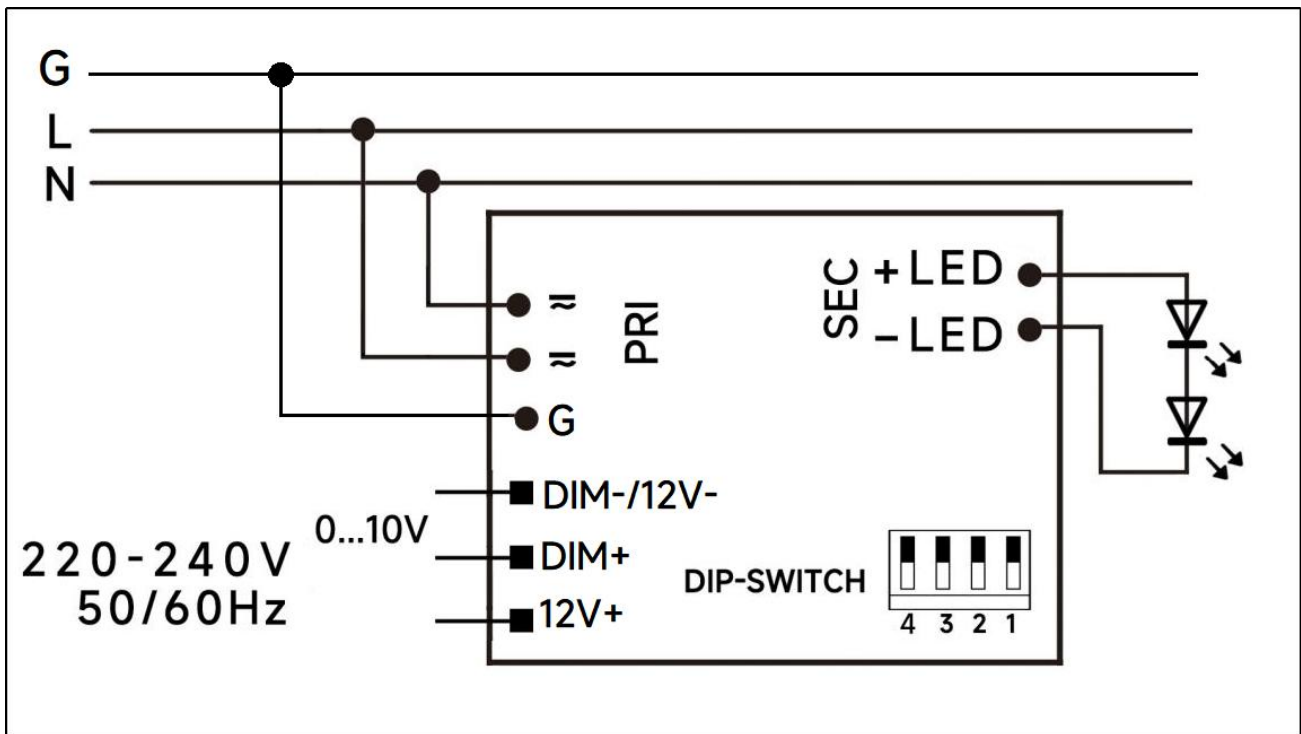 G
L
N
≂
PRI
≂
G
SEC
+LED
−LED
DIM-/12V-
0...10V
DIM+
12V+
220-240V
50/60Hz
DIP-SWITCH
4 3 2 1